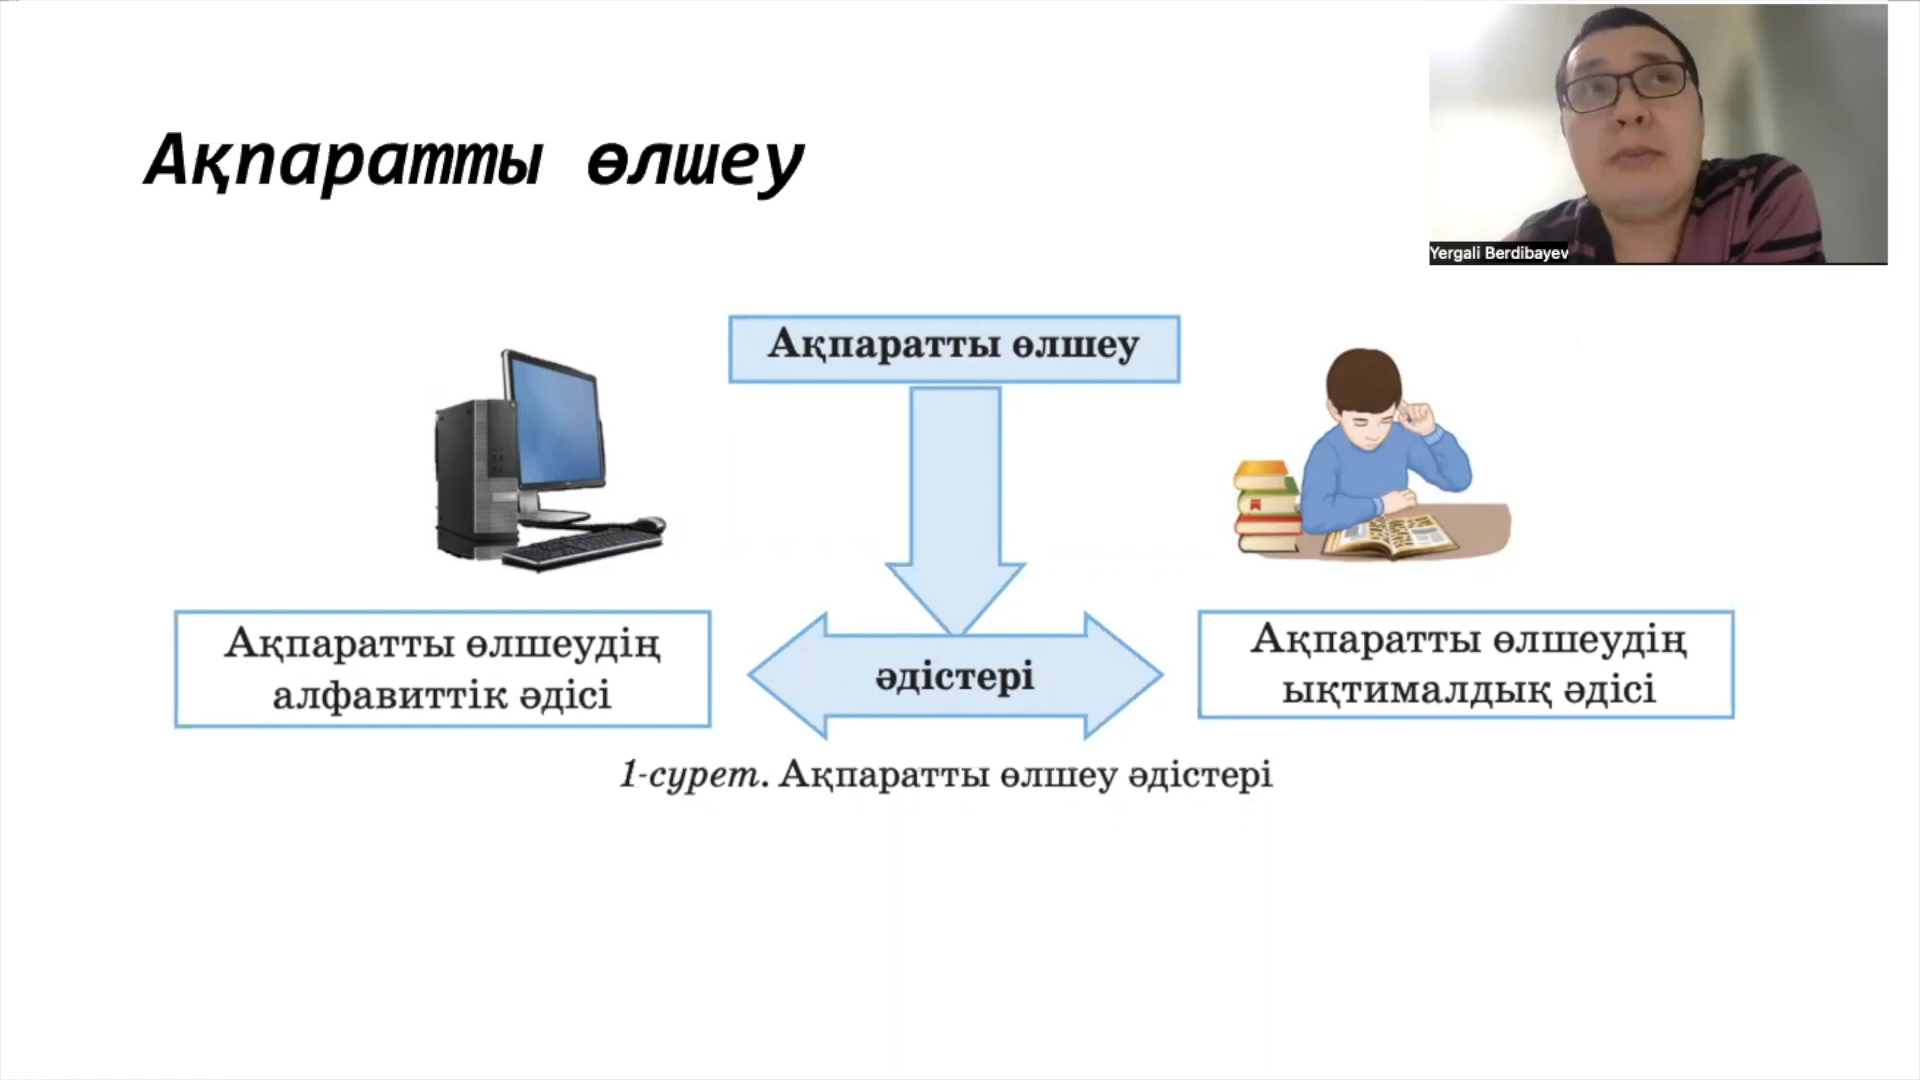 Ақпаратты өлшеу
Yergali Berdibayev
Ақпаратты өлшеу
Ақпаратты өлшеудің
алфавиттік әдісі
әдістері
Ақпаратты өлшеудің
ықтималдық әдісі
1-сурет. Ақпаратты өлшеу әдістері